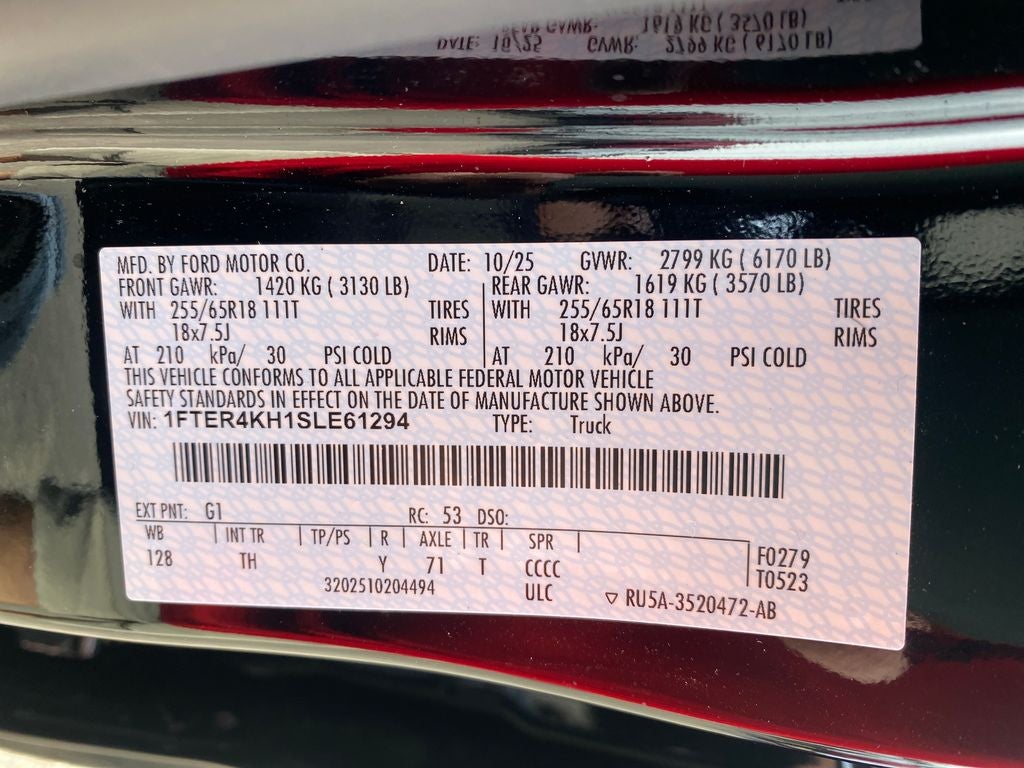 MFD. BY FORD MOTOR CO. DATE: 10/25 GVWR: 2799 KG ( 6170 LB)
FRONT GAWR: 1420 KG ( 3130 LB) REAR GAWR: 1619 KG ( 3570 LB)
WITH 255/65R18 111T TIRES WITH 255/65R18 111T TIRES
18x7.5J RIMS 18x7.5J RIMS
AT 210 kPa/ 30 PSI COLD AT 210 kPa/ 30 PSI COLD
THIS VEHICLE CONFORMS TO ALL APPLICABLE FEDERAL MOTOR VEHICLE
SAFETY STANDARDS IN EFFECT ON THE DATE OF MANUFACTURE SHOWN ABOVE.
VIN: 1FTER4KH1SLE61294 TYPE: Truck
EXT PNT: G1 RC: 53 DSO:
WB INT TR TP/PS R AXLE TR SPR
128 TH Y 71 T CCCC F0279
3202510204494 ULC T0523
RU5A-3520472-AB